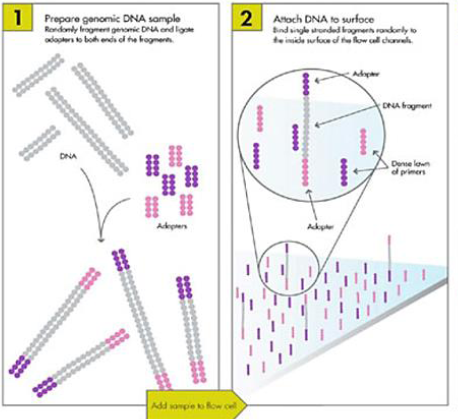 1 Prepare genomic DNA sample
Randomly fragment genomic DNA and ligate
adapters to both ends of the fragments.
DNA
Adapters
2 Attach DNA to surface
Bind single stranded fragments randomly to
the inside surface of the flow cell channels.
Adapter
DNA fragment
Dense lawn
of primers
Adapter
Add sample to flow cell